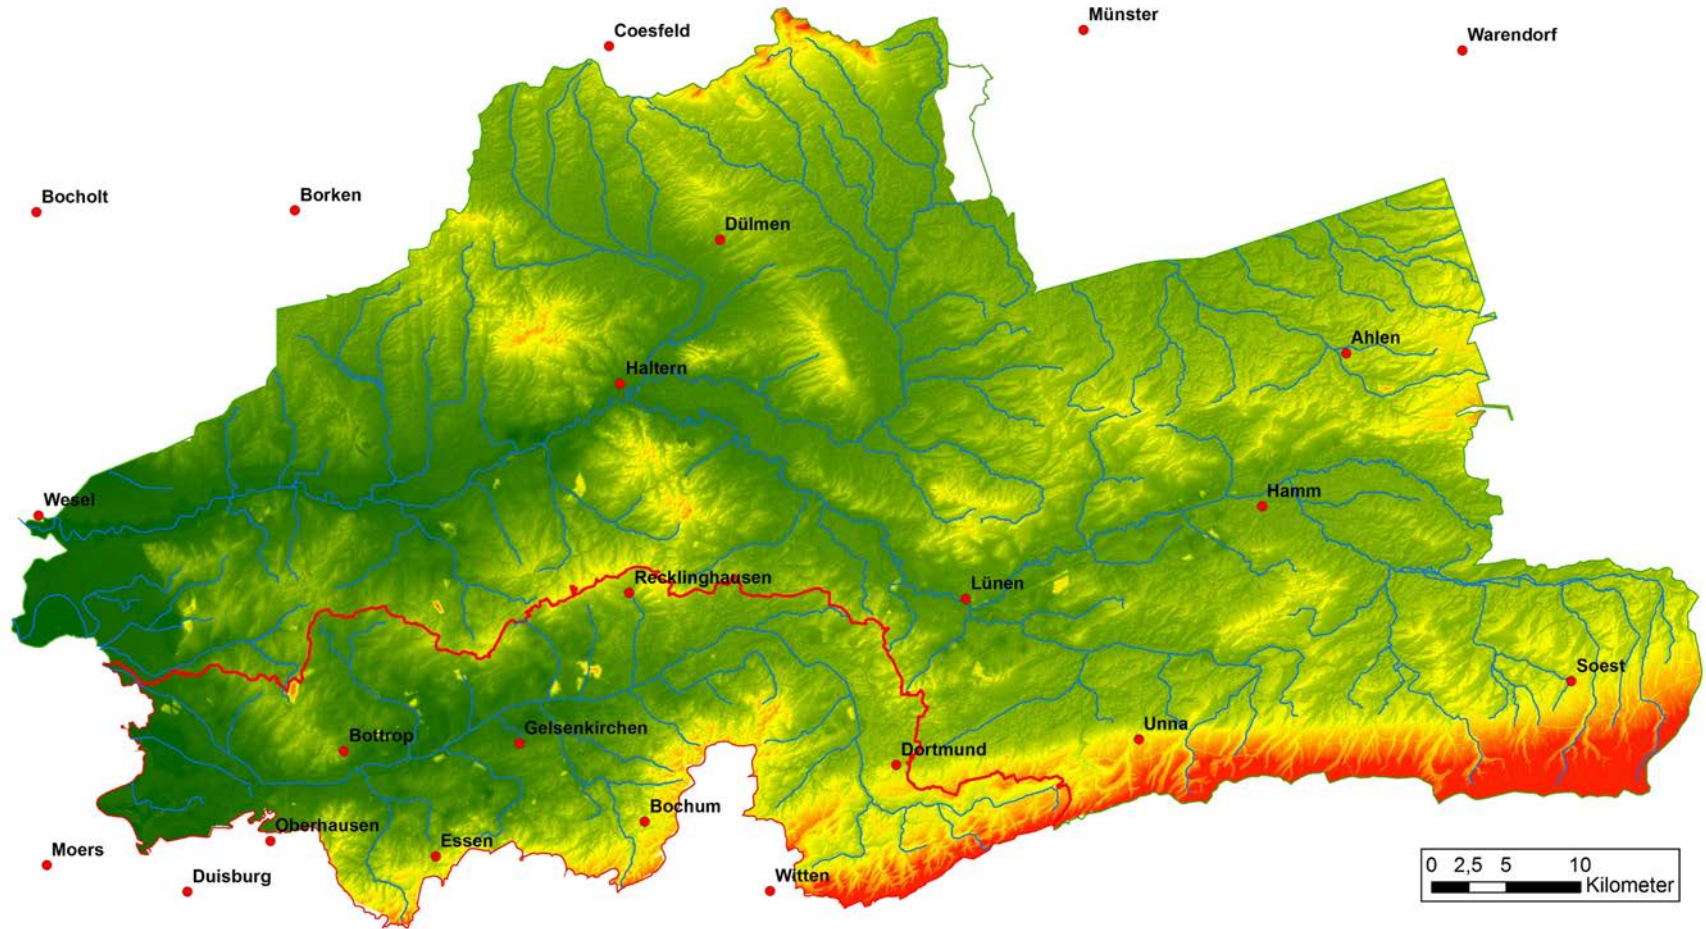 Münster
Coesfeld
Warendorf
Bocholt
Borken
Dülmen
Ahlen
Haltern
Wesel
Hamm
Recklinghausen
Lünen
Soest
Unna
Gelsenkirchen
Bottrop
Dortmund
Bochum
Oberhausen
Essen
Moers
Duisburg
Witten
0 2,5 5 10
Kilometer